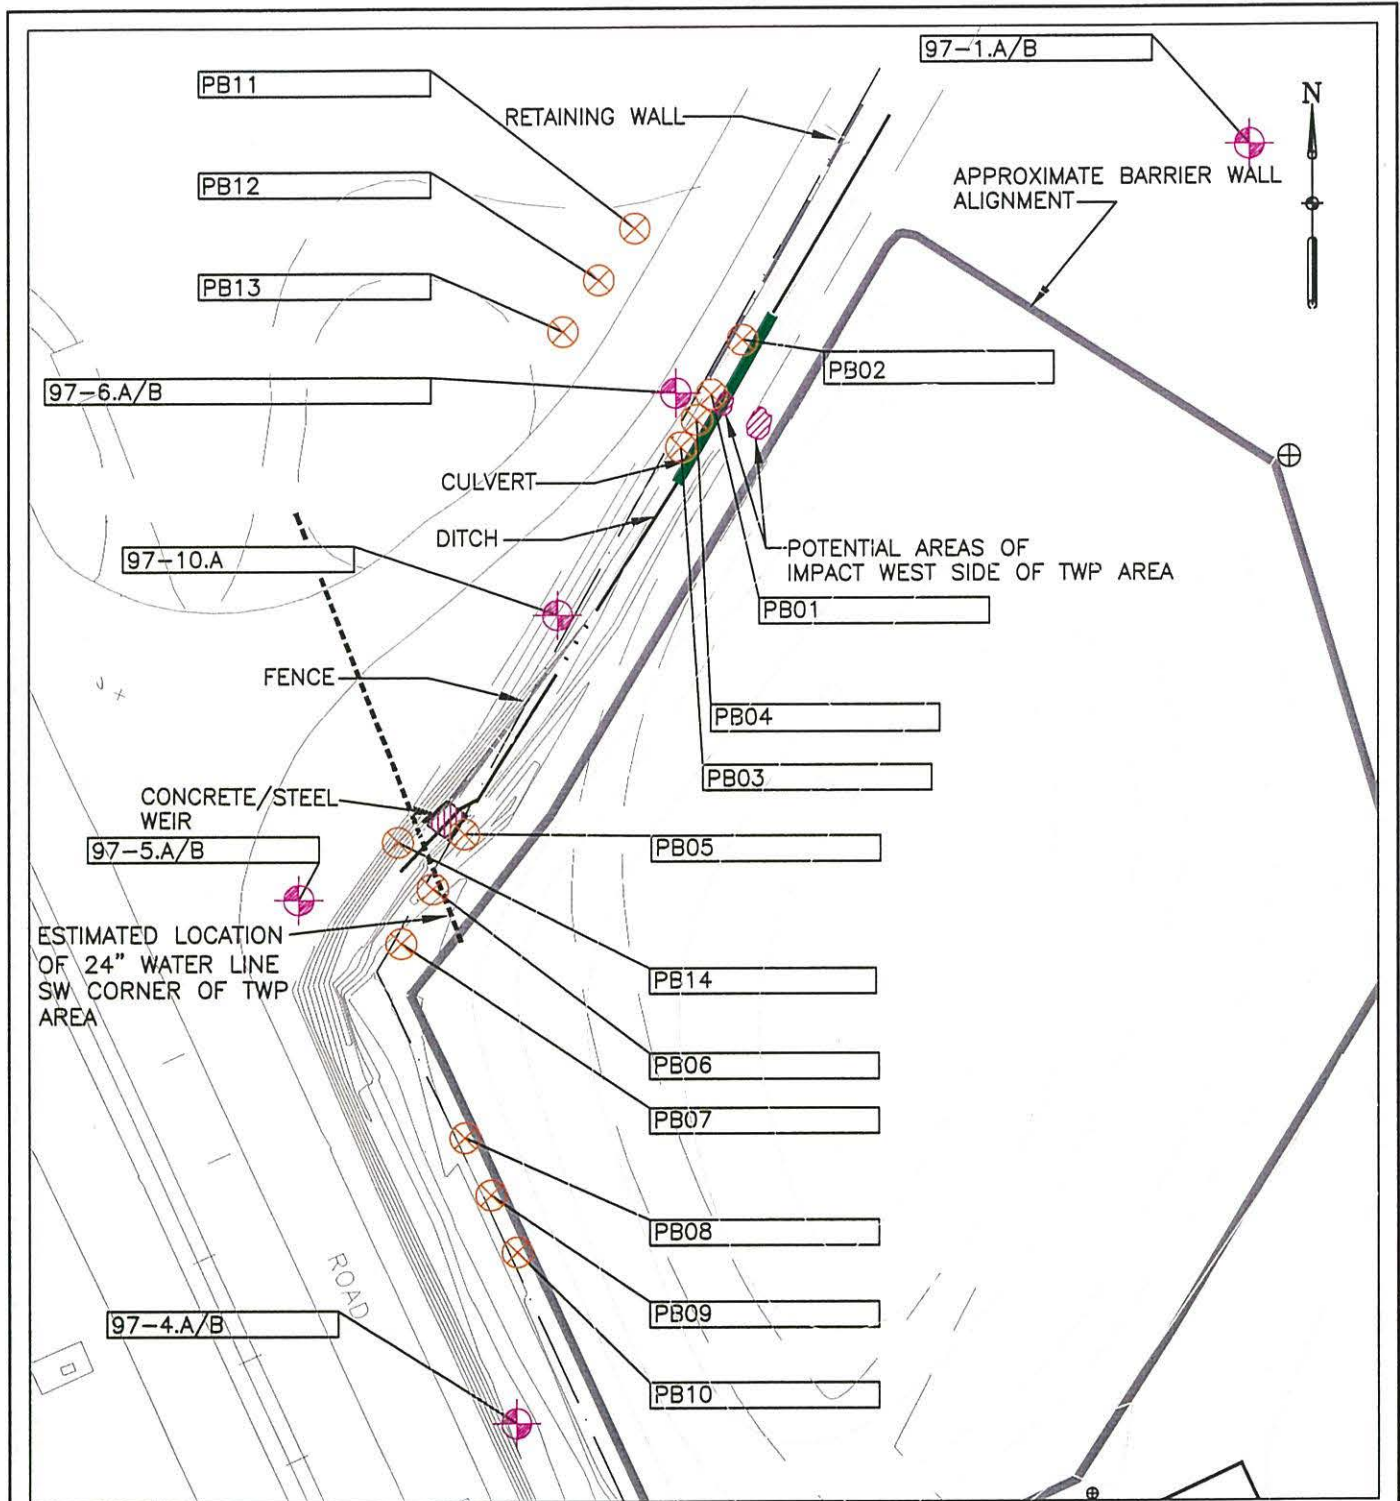 97-1.A/B
PB11
N
RETAINING WALL
PB12
APPROXIMATE BARRIER WALL
ALIGNMENT
PB13
PB02
97-6.A/B
CULVERT
DITCH
97-10.A
POTENTIAL AREAS OF
IMPACT WEST SIDE OF TWP AREA
PB01
FENCE
PB04
PB03
CONCRETE/STEEL
WEIR
97-5.A/B
PB05
ESTIMATED LOCATION
OF 24" WATER LINE
SW CORNER OF TWP
AREA
PB14
PB06
PB07
PB08
ROAD
PB09
97-4.A/B
PB10